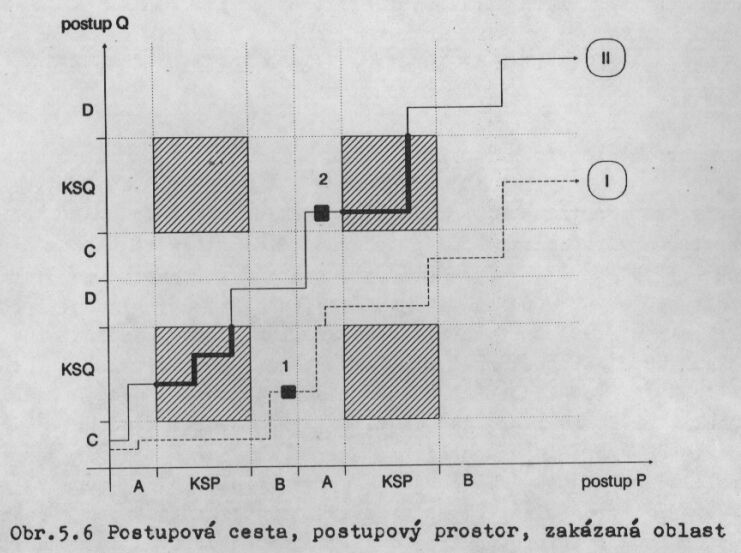 postup Q
II
D
2
KSQ
I
C
D
1
KSQ
C
A KSP B A KSP B postup P
Obr.5.6 Postupová cesta, postupový prostor, zakázaná oblast